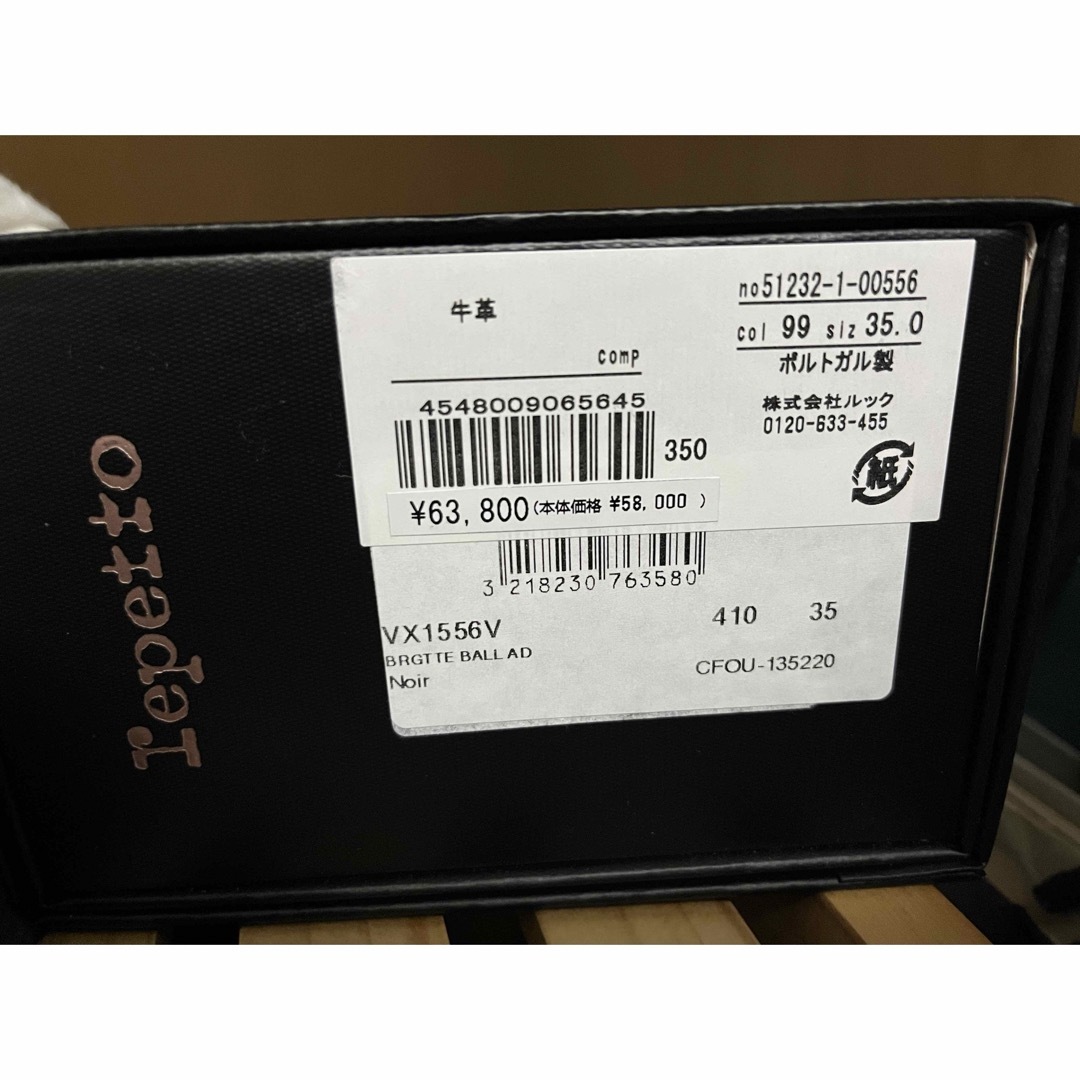 repetto
牛革
comp
4548009065645
350
¥63,800(本体価格 ¥58,000 )
no51232-1-00556
col 99 siz 35.0
ポルトガル製
株式会社ルック
0120-633-455
紙
3 218230 763580
VX1556V
410 35
BRGTTE BALLAD
Noir
CFOU-135220